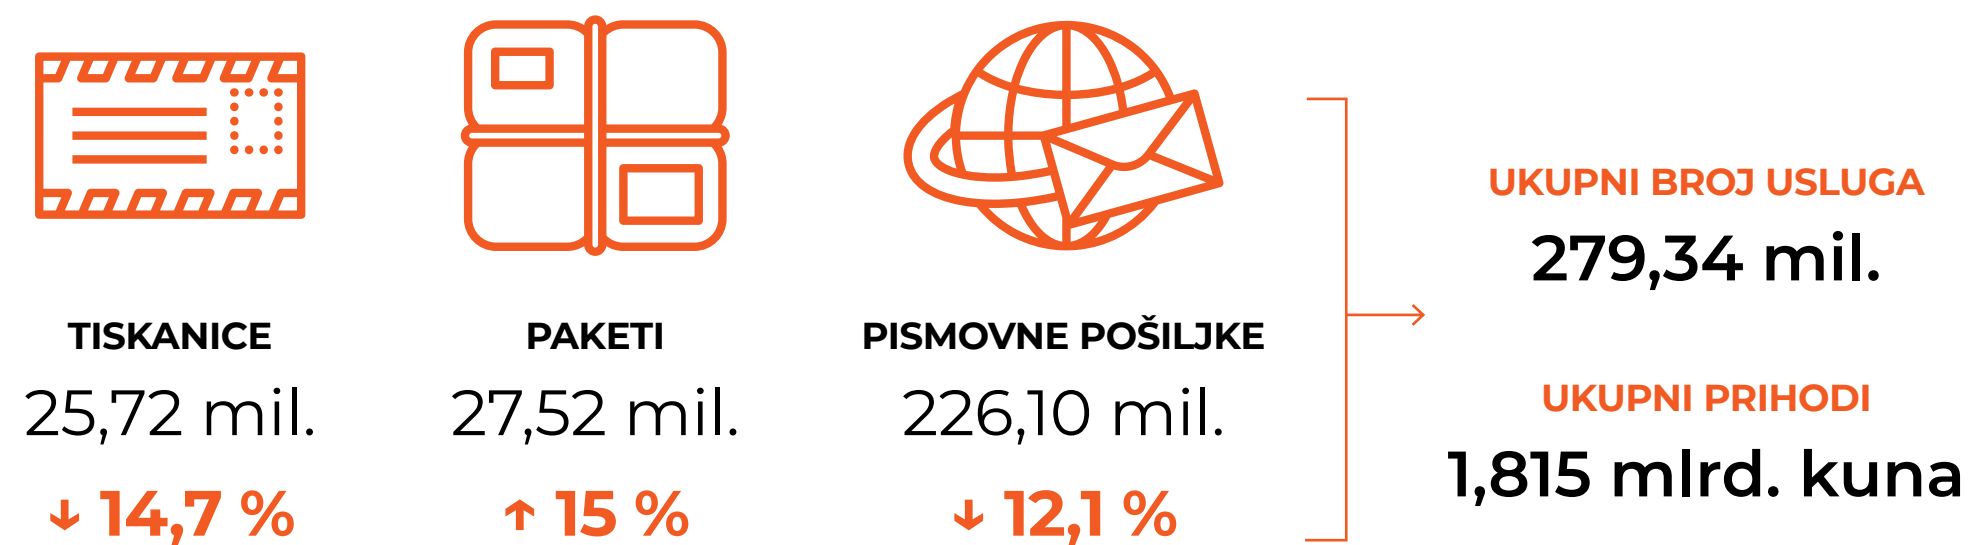 TISKANICE
25,72 mil.
↓ 14,7 %
PAKETI
27,52 mil.
↑ 15 %
PISMOVNE POŠILJKE
226,10 mil.
↓ 12,1 %
UKUPNI BROJ USLUGA
279,34 mil.
UKUPNI PRIHODI
1,815 mlrd. kuna